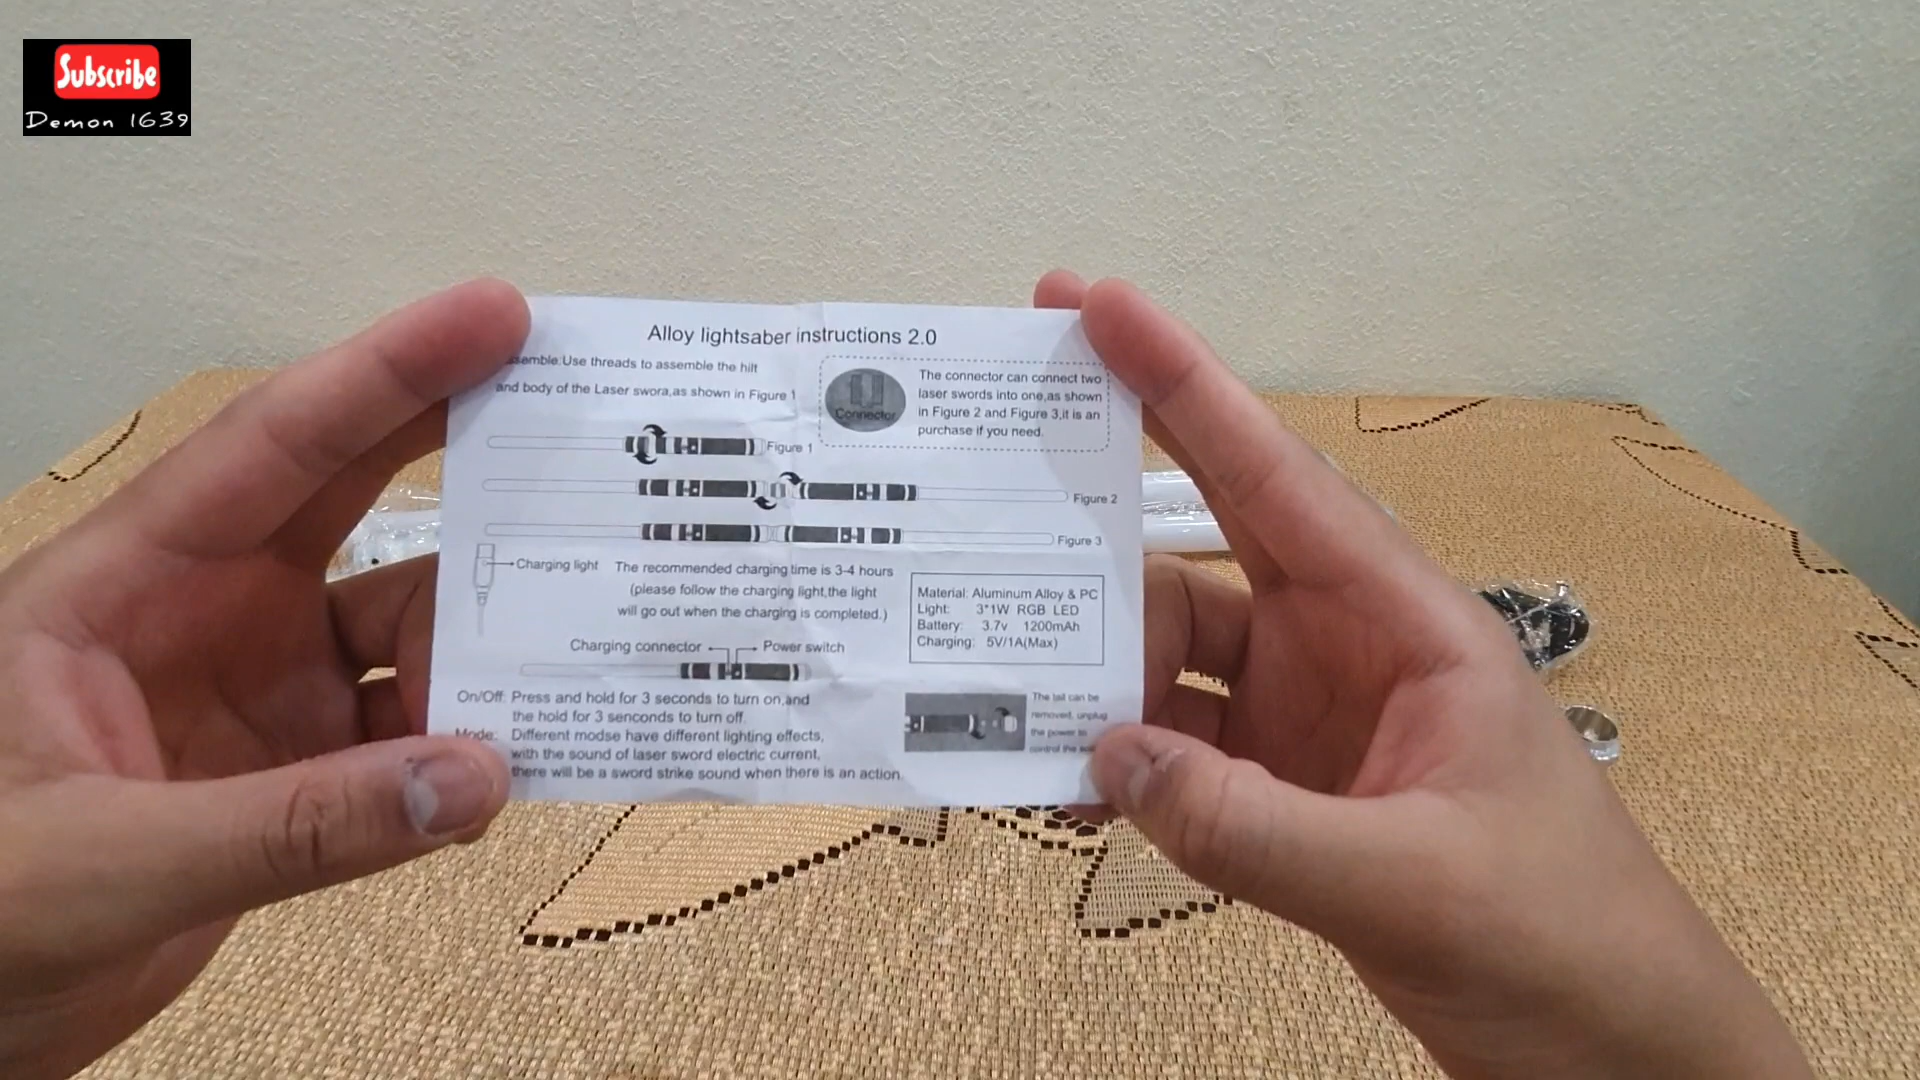 Subscribe
Demon 1639
Alloy lightsaber instructions 2.0
ssemble:Use threads to assemble the hilt
and body of the Laser swora,as shown in Figure 1
Connector
The connector can connect two
laser swords into one,as shown
in Figure 2 and Figure 3,it is an
purchase if you need.
Figure 1
Figure 2
Figure 3
Charging light
The recommended charging time is 3-4 hours
(please follow the charging light,the light
will go out when the charging is completed.)
Material: Aluminum Alloy & PC
Light: 3*1W RGB LED
Battery: 3.7v 1200mAh
Charging: 5V/1A(Max)
Charging connector
Power switch
On/Off: Press and hold for 3 seconds to turn on,and
the hold for 3 senconds to turn off.
Mode: Different modse have different lighting effects,
with the sound of laser sword electric current,
there will be a sword strike sound when there is an action.
The tail can be
removed, unplug
the power to
control the